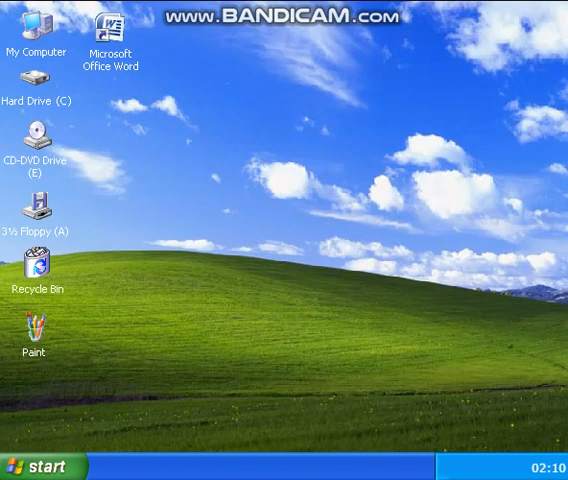 www.BANDICAM.com
My Computer
Microsoft
Office Word
Hard Drive (C)
CD-DVD Drive
(E)
3½ Floppy (A)
Recycle Bin
Paint
start
02:10